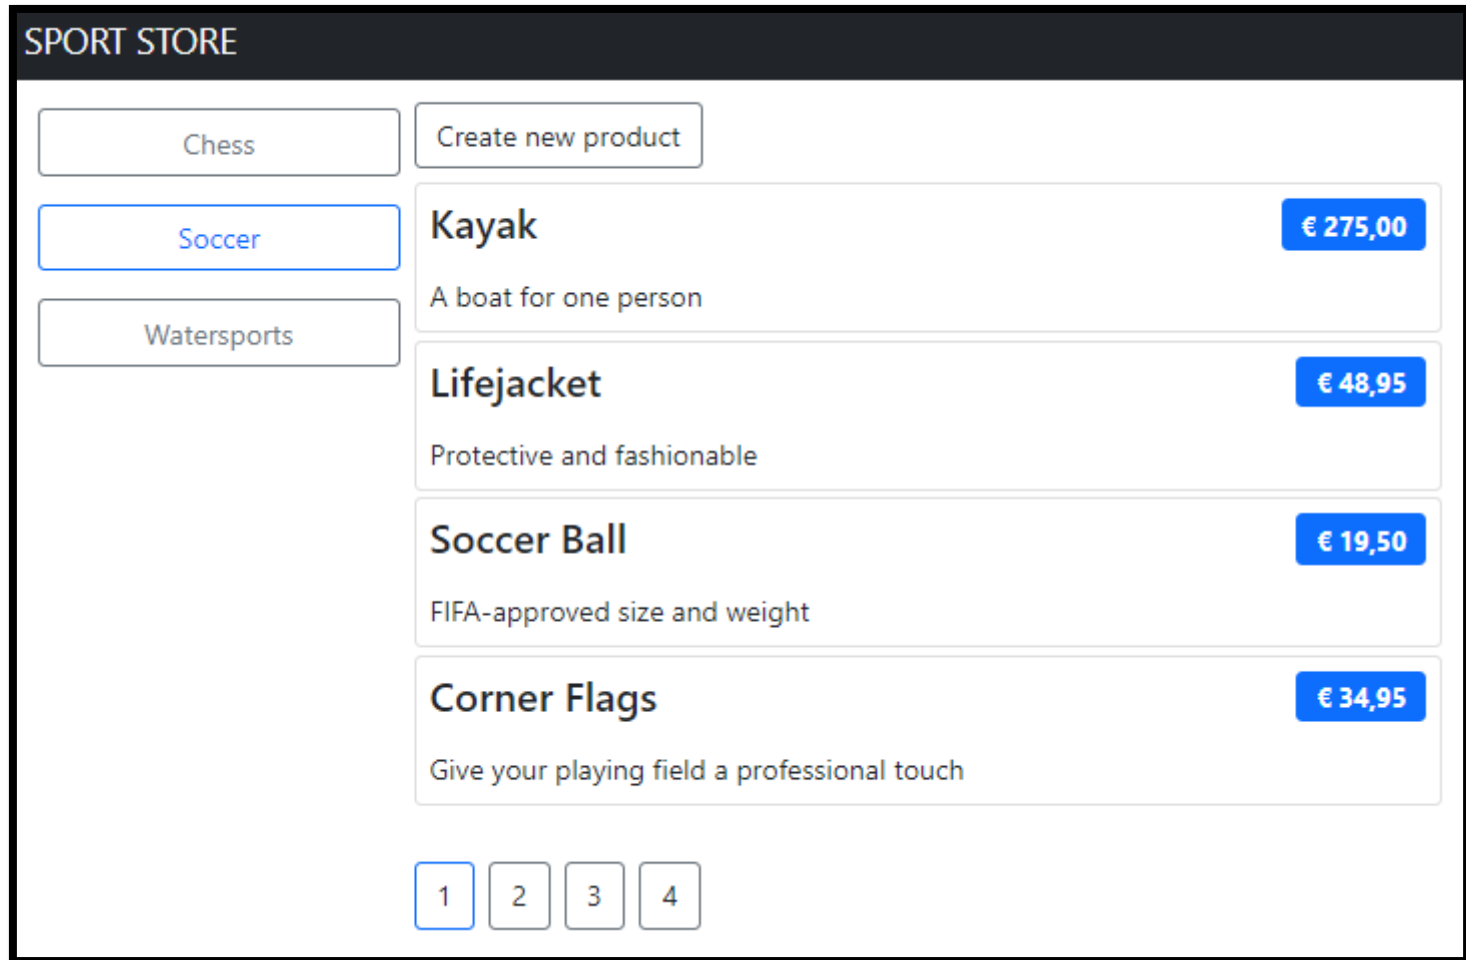 SPORT STORE
Chess
Soccer
Watersports
Create new product
Kayak
€ 275,00
A boat for one person
Lifejacket
€ 48,95
Protective and fashionable
Soccer Ball
€ 19,50
FIFA-approved size and weight
Corner Flags
€ 34,95
Give your playing field a professional touch
1 2 3 4